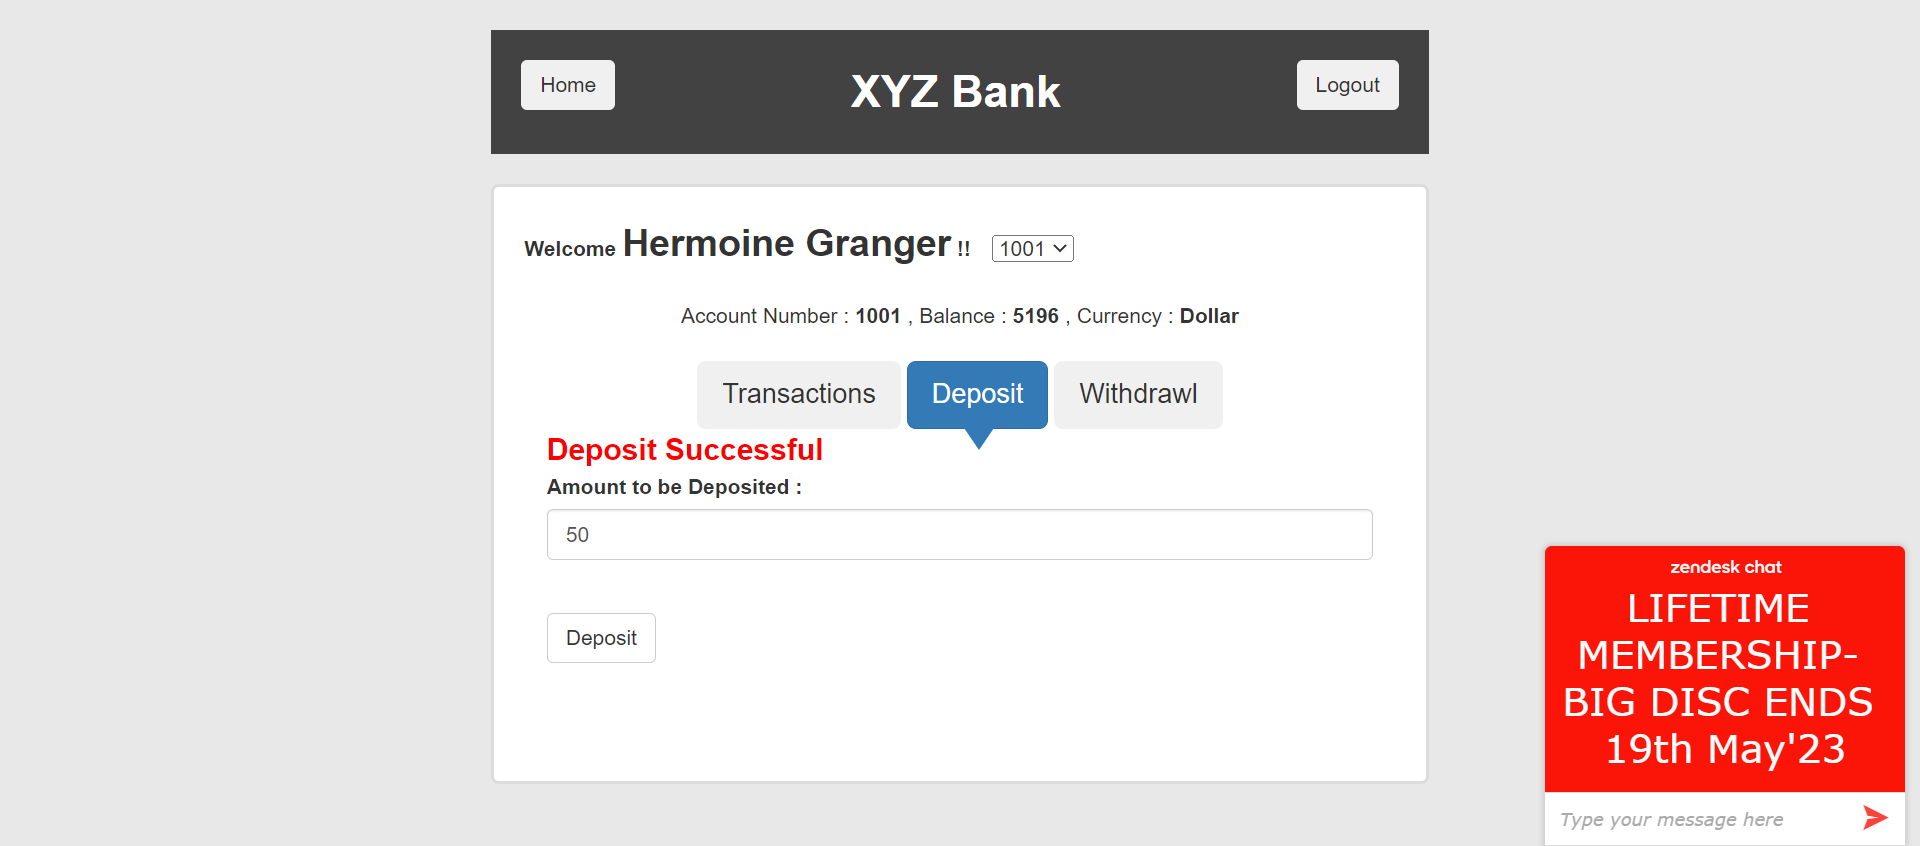 Home
XYZ Bank
Logout
Welcome Hermoine Granger !! 1001
Account Number : 1001 , Balance : 5196 , Currency : Dollar
Transactions
Deposit
Withdrawl
Deposit Successful
Amount to be Deposited :
50
Deposit
zendesk chat
LIFETIME
MEMBERSHIP-
BIG DISC ENDS
19th May'23
Type your message here